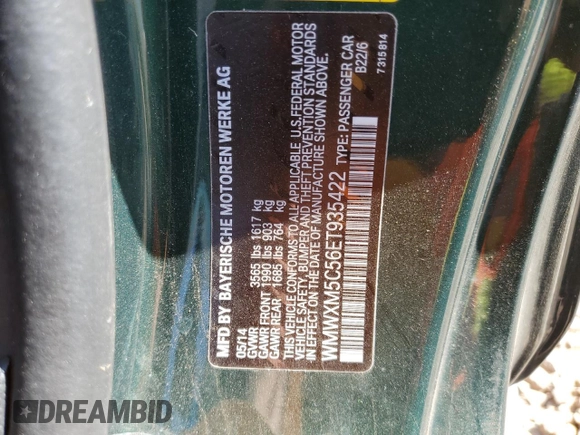 MFD BY BAYERISCHE MOTOREN WERKE AG
05/14
GAWR 3565 lbs 1617 kg
GAWR FRONT 1990 lbs 903 kg
GAWR REAR 1685 lbs 764 kg
THIS VEHICLE CONFORMS TO ALL APPLICABLE U.S. FEDERAL MOTOR
VEHICLE SAFETY, BUMPER AND THEFT PREVENTION STANDARDS
IN EFFECT ON THE DATE OF MANUFACTURE SHOWN ABOVE.
WMWXM5C56ET935422 TYPE: PASSENGER CAR
B22/6
7315814
DREAMBID